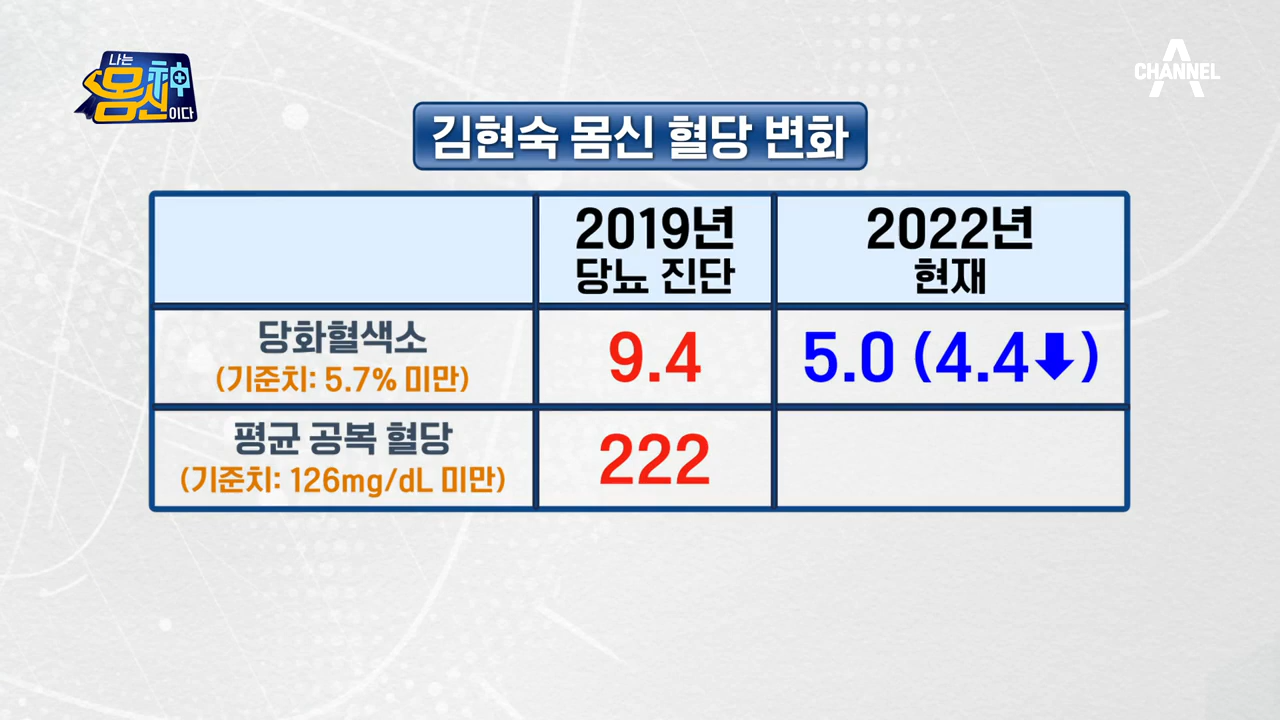 나는
몸신
神
이다
CHANNEL A
김현숙 몸신 혈당 변화
2019년
당뇨 진단
2022년
현재
당화혈색소
(기준치: 5.7% 미만)
9.4
5.0 (4.4⬇)
평균 공복 혈당
(기준치: 126mg/dL 미만)
222